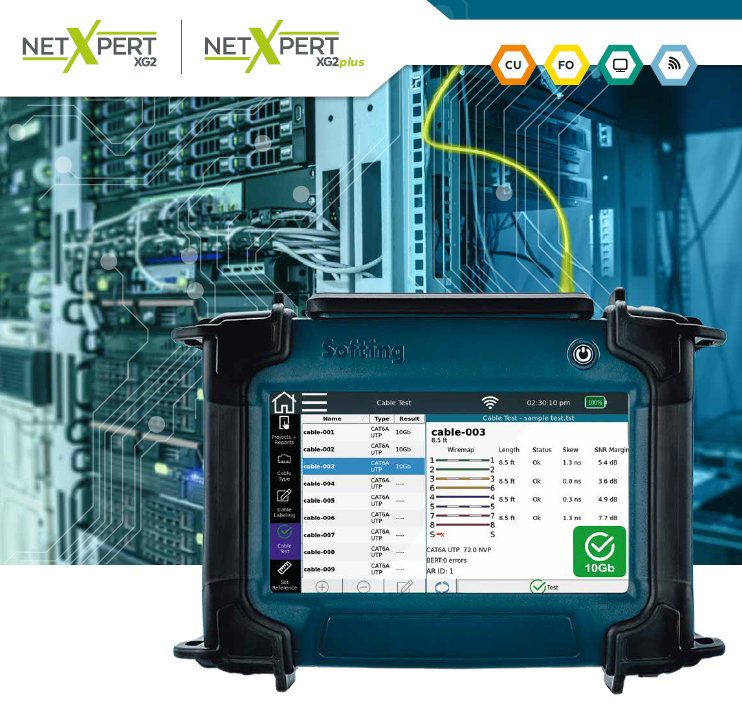 NETXPERT
XG2
NETXPERT
XG2plus
CU
FO
Softing
Cable Test
02:30:10 pm
100%
Name
Type
Result
Cable Test - sample test.tst
Projects +
Reports
Cable
Type
Cable
Labeling
Cable
Test
Set
Reference
cable-001
CAT6A
UTP
10Gb
cable-002
CAT6A
UTP
10Gb
cable-003
CAT6A
UTP
10Gb
cable-004
CAT6A
UTP
----
cable-005
CAT6A
UTP
----
cable-006
CAT6A
UTP
----
cable-007
CAT6A
UTP
----
cable-008
CAT6A
UTP
----
cable-009
CAT6A
UTP
----
cable-003
8.5 ft
Wiremap
Length
Status
Skew
SNR Margin
1 1
2 2
8.5 ft Ok 1.3 ns 5.4 dB
3 3
6 6
8.5 ft Ok 0.0 ns 3.6 dB
4 4
5 5
8.5 ft Ok 0.3 ns 4.9 dB
7 7
8 8
8.5 ft Ok 1.3 ns 7.7 dB
S S
CAT6A UTP 72.0 NVP
BERT:0 errors
AR ID: 1
10Gb
Test